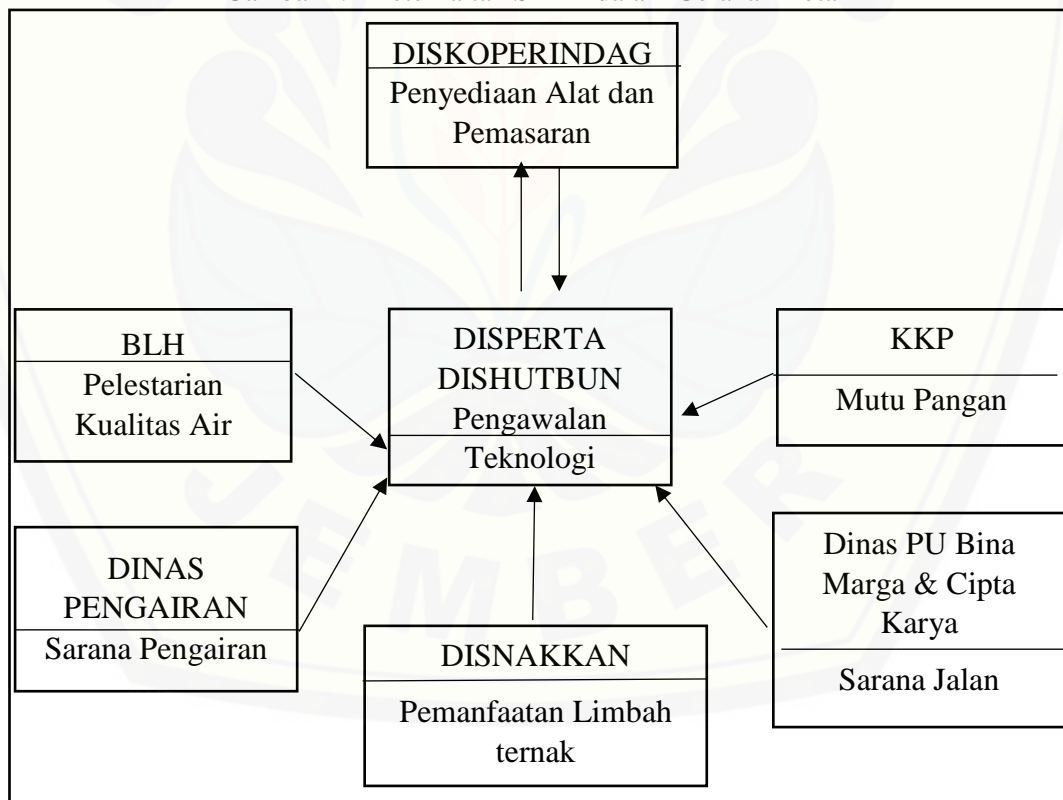 DISKOPERINDAG
Penyediaan Alat dan
Pemasaran
BLH
Pelestarian
Kualitas Air
DISPERTA
DISHUTBUN
Pengawalan
Teknologi
KKP
Mutu Pangan
DINAS
PENGAIRAN
Sarana Pengairan
DISNAKKAN
Pemanfaatan Limbah
ternak
Dinas PU Bina
Marga & Cipta
Karya
Sarana Jalan
JEMBER